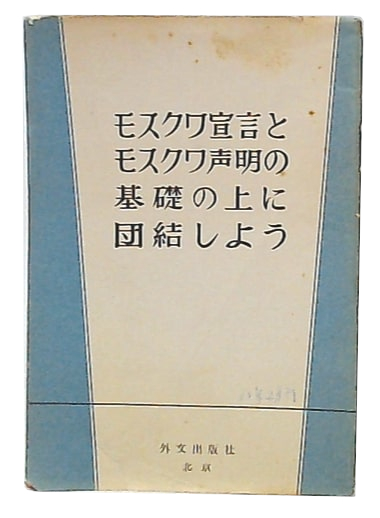 モスクワ宣言と
モスクワ声明の
基礎の上に
団結しよう
外文出版社
北京